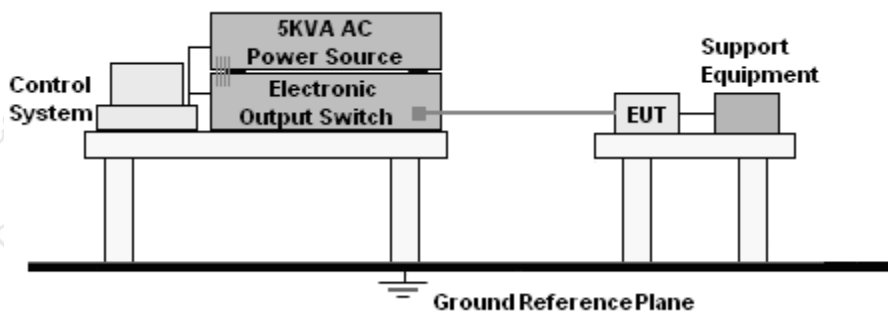 5KVA AC
Power Source
Electronic
Output Switch
Control
System
EUT
Support
Equipment
Ground Reference Plane